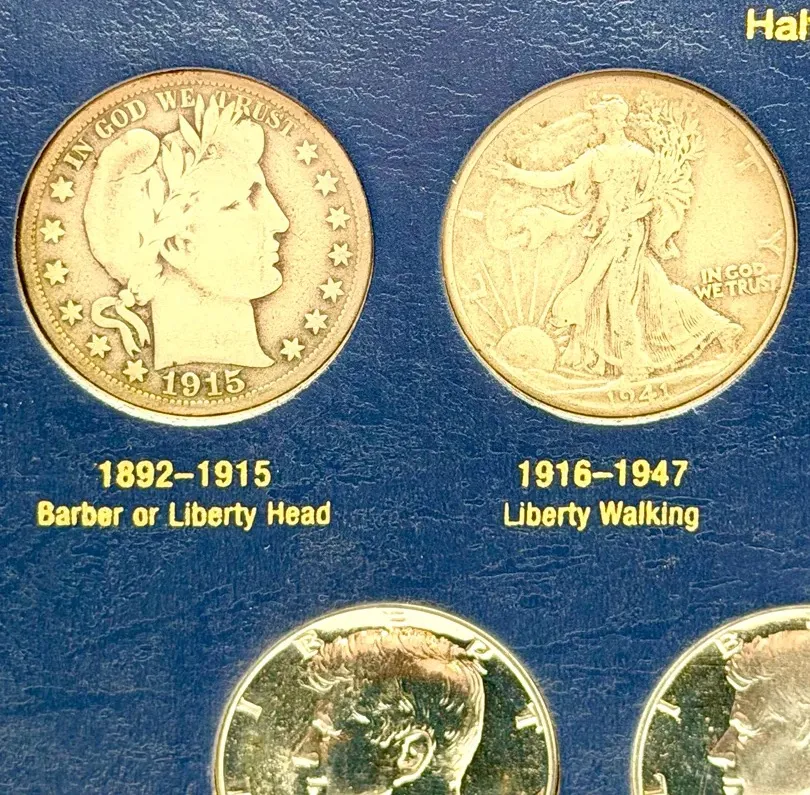 Hal
IN GOD WE TRUST
1915
L I T Y
IN GOD
WE TRUST
1941
1892–1915
Barber or Liberty Head
1916–1947
Liberty Walking
I B E R T
L I B